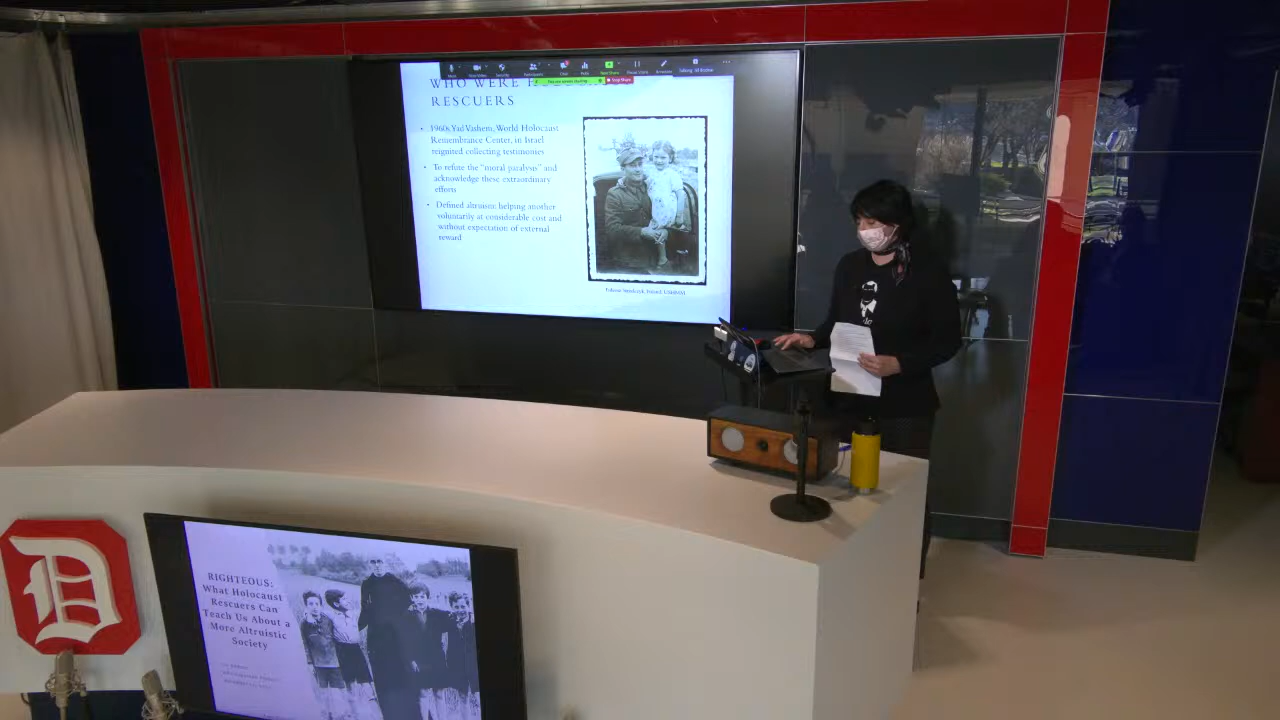 WHO WERE
RESCUERS
• 1960s Yad Vashem, World Holocaust
Remembrance Center, in Israel
reignited collecting testimonies
• To refute the "moral paralysis" and
acknowledge these extraordinary
efforts
• Defined altruism: helping another
voluntarily at considerable cost and
without expectation of external
reward
Stop Share
D
RIGHTEOUS:
What Holocaust
Rescuers Can
Teach Us About a
More Altruistic
Society